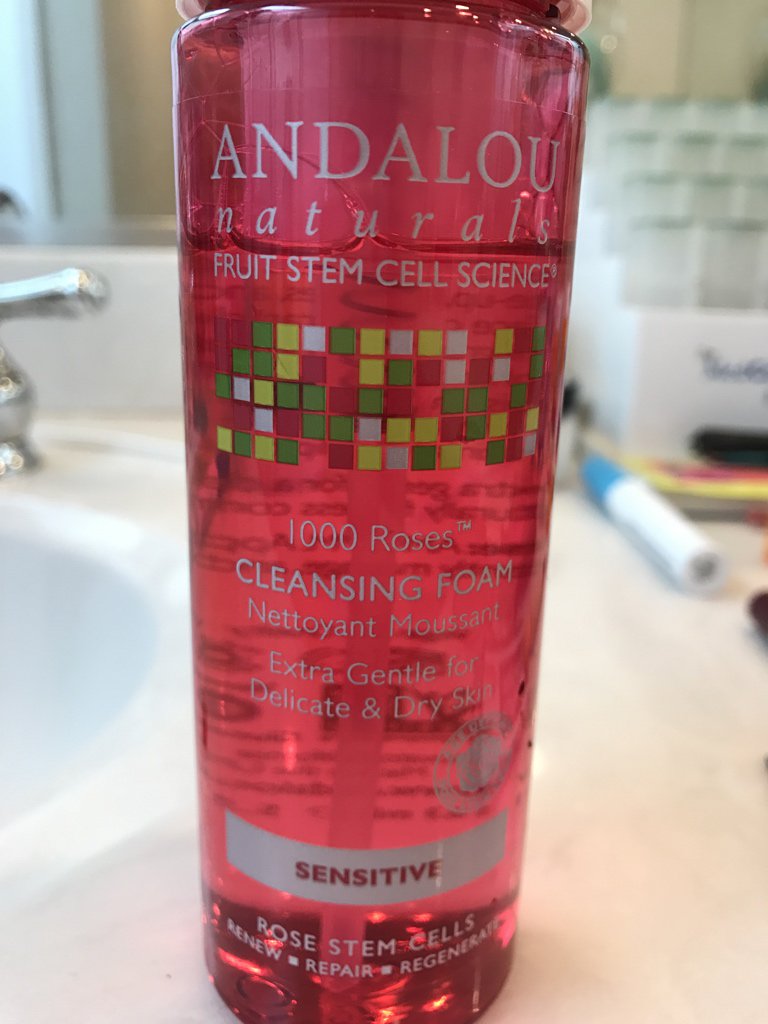 ANDALOU
naturals
FRUIT STEM CELL SCIENCE®
1000 Roses™
CLEANSING FOAM
Nettoyant Moussant
Extra Gentle for
Delicate & Dry Skin
SENSITIVE
ROSE STEM CELLS
RENEW ■ REPAIR ■ REGENERATE